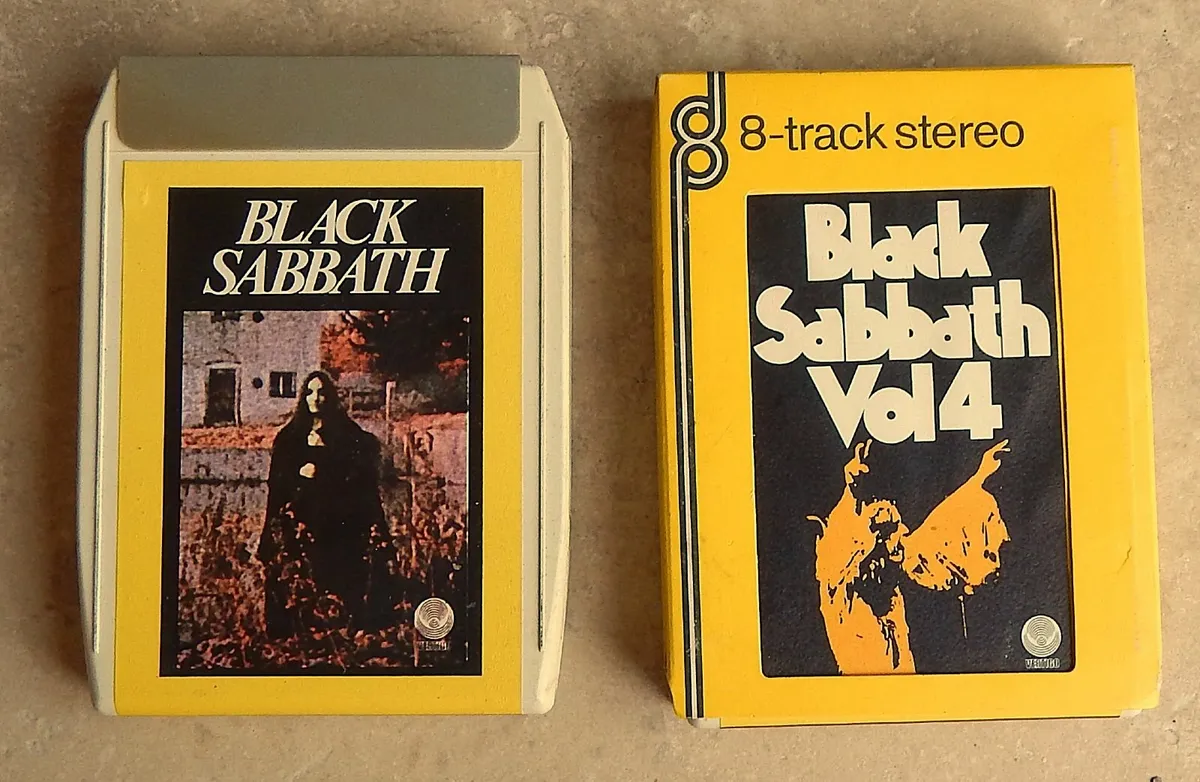 BLACK
SABBATH
VERTIGO
8-track stereo
Black
Sabbath
Vol 4
VERTIGO